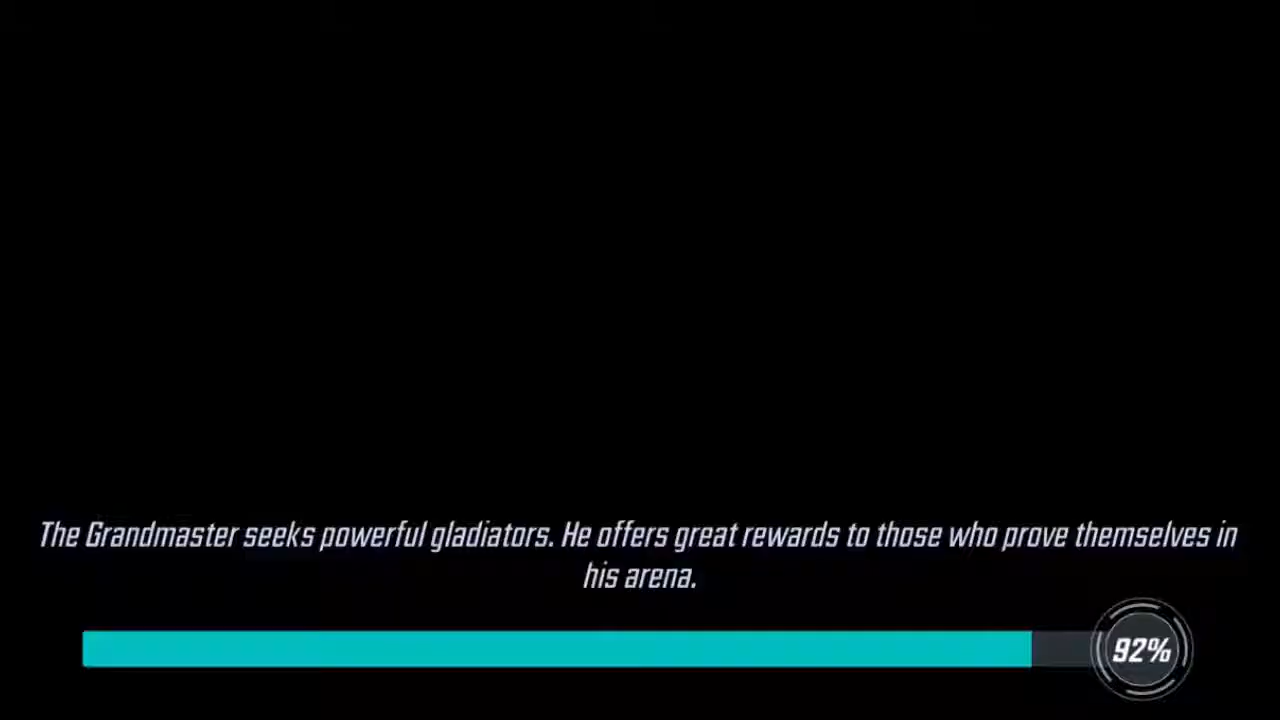 The Grandmaster seeks powerful gladiators. He offers great rewards to those who prove themselves in
his arena.
92%